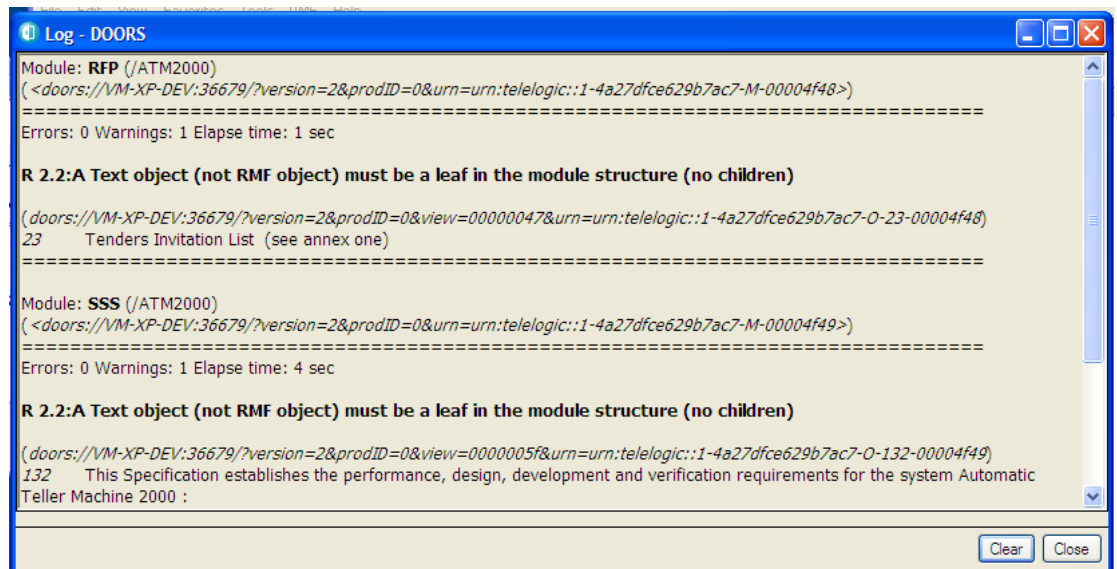 File Edit View Favorites Tools RMF Help
Log - DOORS
Module: RFP (/ATM2000)
(<doors://VM-XP-DEV:36679/?version=2&prodID=0&urn=urn:telelogic::1-4a27dfce629b7ac7-M-00004f48>)
================================================================================
Errors: 0 Warnings: 1 Elapse time: 1 sec
R 2.2:A Text object (not RMF object) must be a leaf in the module structure (no children)
(doors://VM-XP-DEV:36679/?version=2&prodID=0&view=00000047&urn=urn:telelogic::1-4a27dfce629b7ac7-O-23-00004f48)
23 Tenders Invitation List (see annex one)
================================================================================
Module: SSS (/ATM2000)
(<doors://VM-XP-DEV:36679/?version=2&prodID=0&urn=urn:telelogic::1-4a27dfce629b7ac7-M-00004f49>)
================================================================================
Errors: 0 Warnings: 1 Elapse time: 4 sec
R 2.2:A Text object (not RMF object) must be a leaf in the module structure (no children)
(doors://VM-XP-DEV:36679/?version=2&prodID=0&view=0000005f&urn=urn:telelogic::1-4a27dfce629b7ac7-O-132-00004f49)
132 This Specification establishes the performance, design, development and verification requirements for the system Automatic
Teller Machine 2000 :
Clear Close